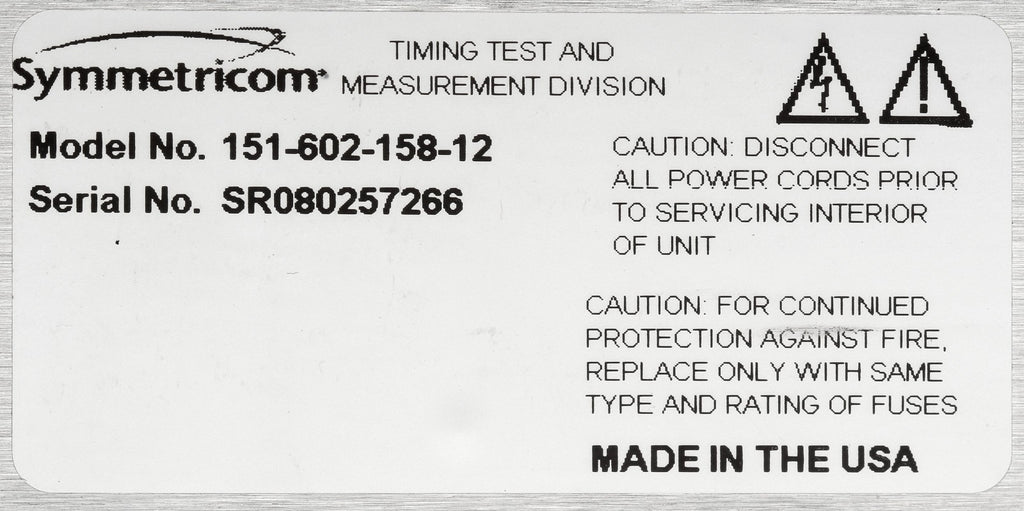 Symmetricom
TIMING TEST AND
MEASUREMENT DIVISION
Model No. 151-602-158-12
Serial No. SR080257266
CAUTION: DISCONNECT
ALL POWER CORDS PRIOR
TO SERVICING INTERIOR
OF UNIT
CAUTION: FOR CONTINUED
PROTECTION AGAINST FIRE,
REPLACE ONLY WITH SAME
TYPE AND RATING OF FUSES
MADE IN THE USA